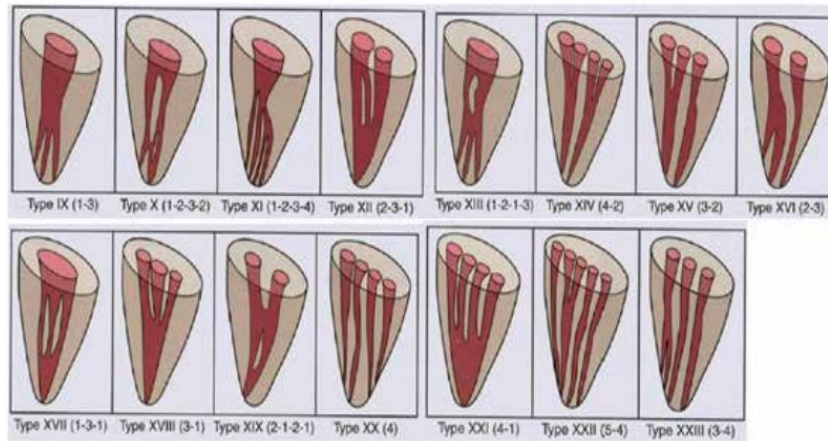 Type IX (1-3) Type X (1-2-3-2) Type XI (1-2-3-4) Type XII (2-3-1) Type XIII (1-2-1-3) Type XIV (4-2) Type XV (3-2) Type XVI (2-3)
Type XVII (1-3-1) Type XVIII (3-1) Type XIX (2-1-2-1) Type XX (4) Type XXI (4-1) Type XXII (5-4) Type XXIII (3-4)